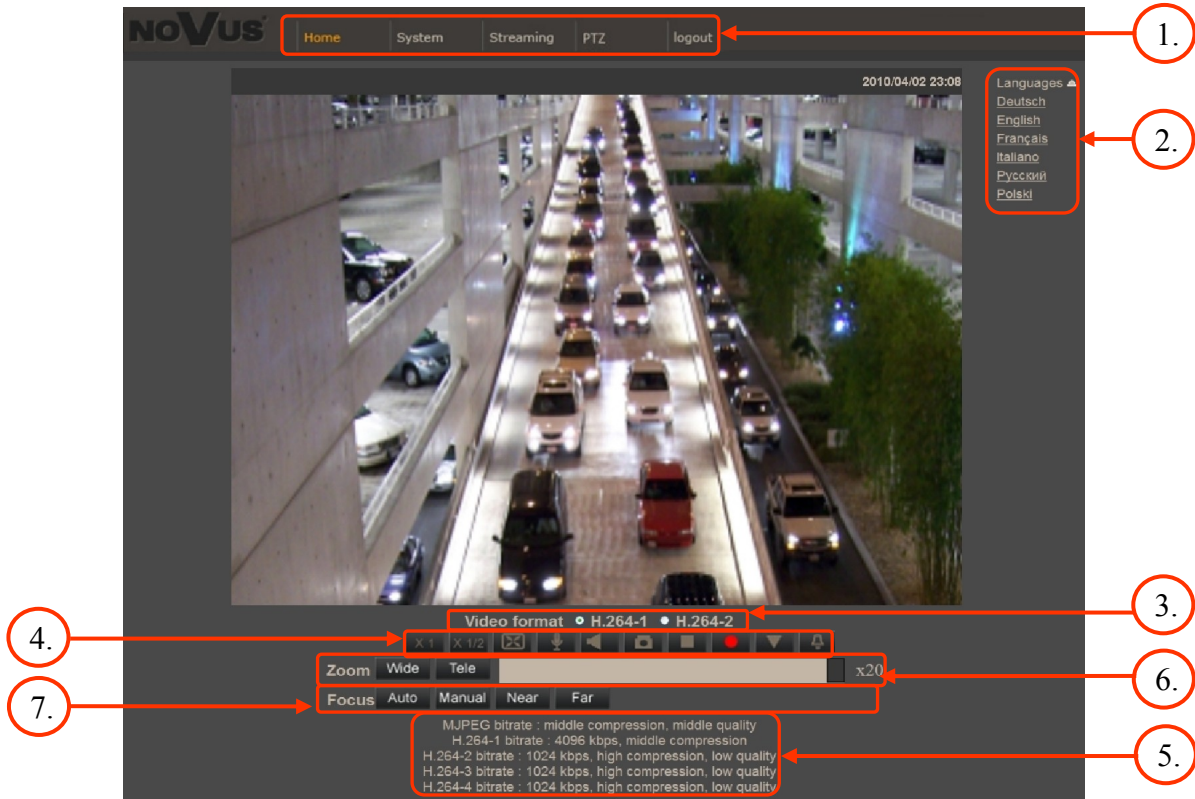 NOVUS
Home System Streaming PTZ logout
1.
2010/04/02 23:08
Languages
Deutsch
English
Français
Italiano
Русский
Polski
2.
Video format H.264-1 H.264-2
3.
4.
X 1 X 1/2
Zoom Wide Tele x20
6.
7.
Focus Auto Manual Near Far
MJPEG bitrate : middle compression, middle quality
H.264-1 bitrate : 4096 kbps, middle compression
H.264-2 bitrate : 1024 kbps, high compression, low quality
H.264-3 bitrate : 1024 kbps, high compression, low quality
H.264-4 bitrate : 1024 kbps, high compression, low quality
5.